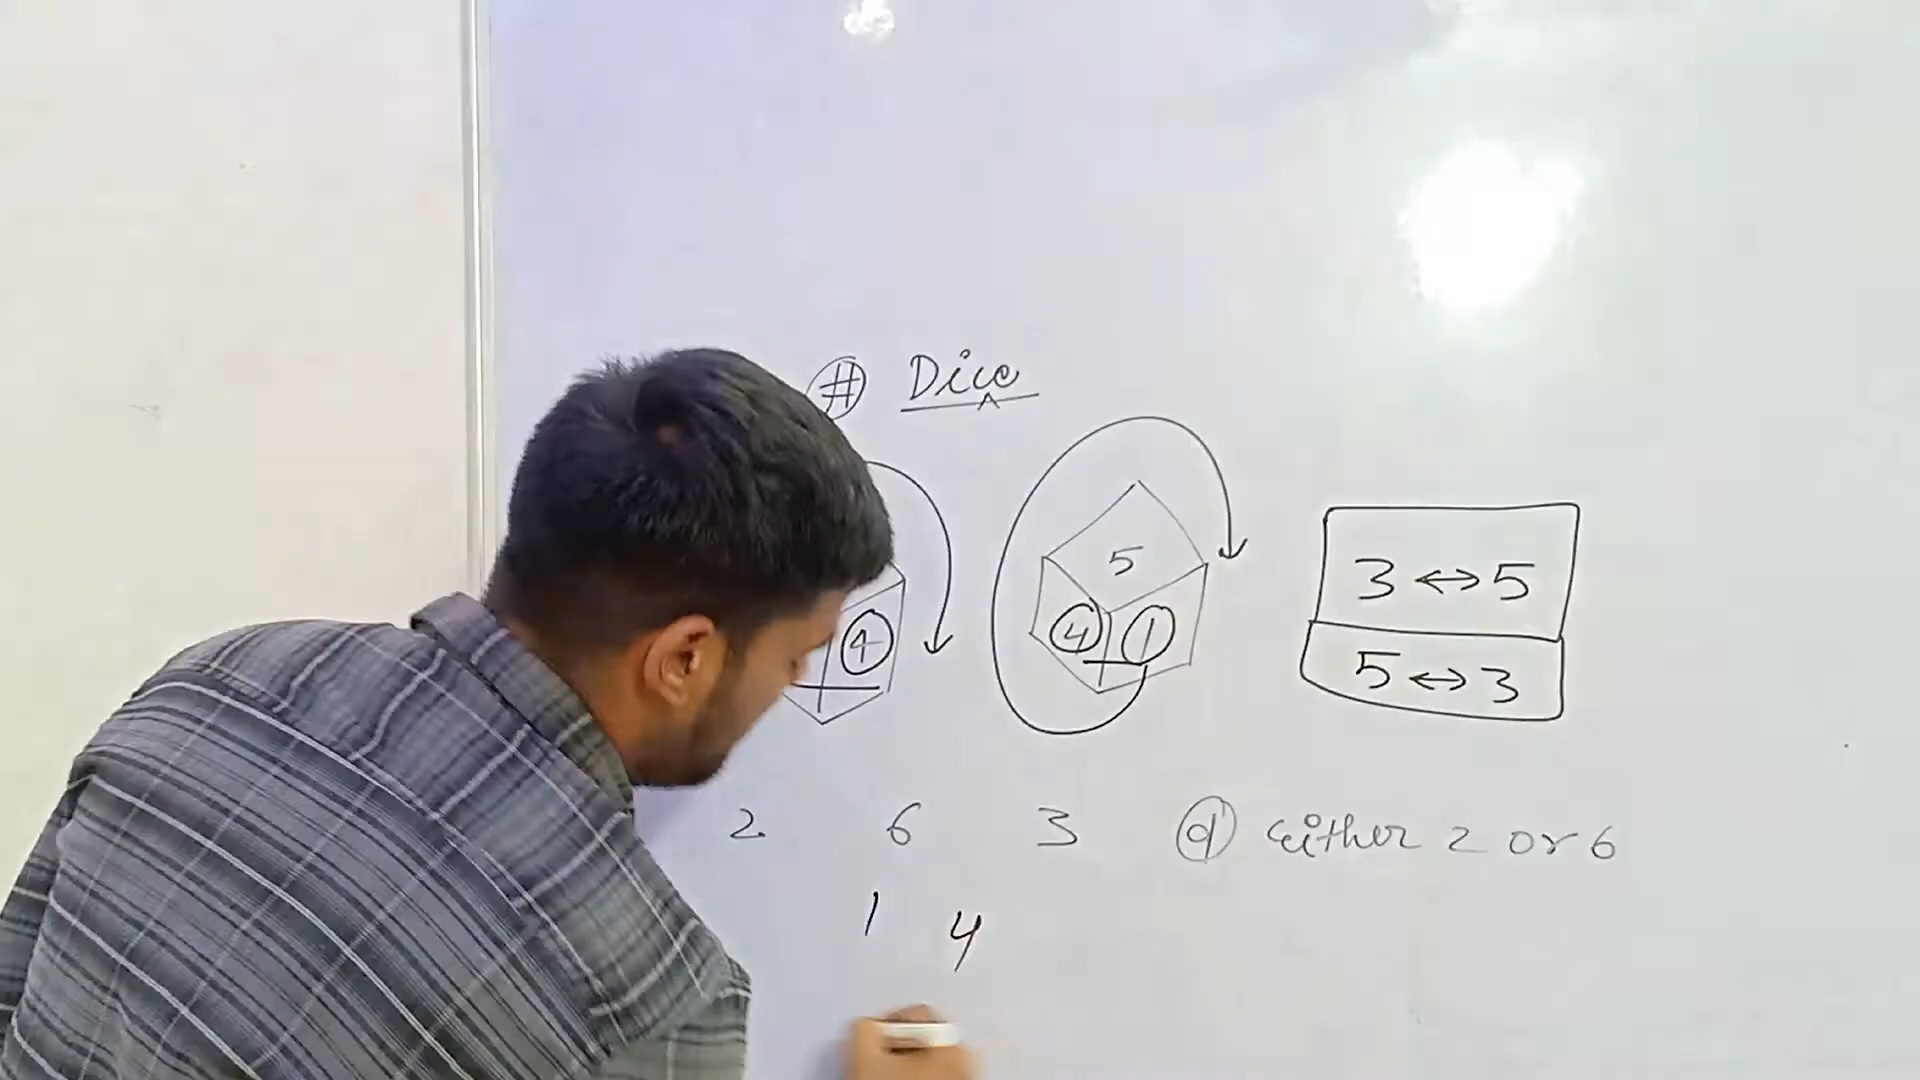 # Dice
4
5
4 1
3 ↔ 5
5 ↔ 3
2 6 3 d either 2 or 6
1 4